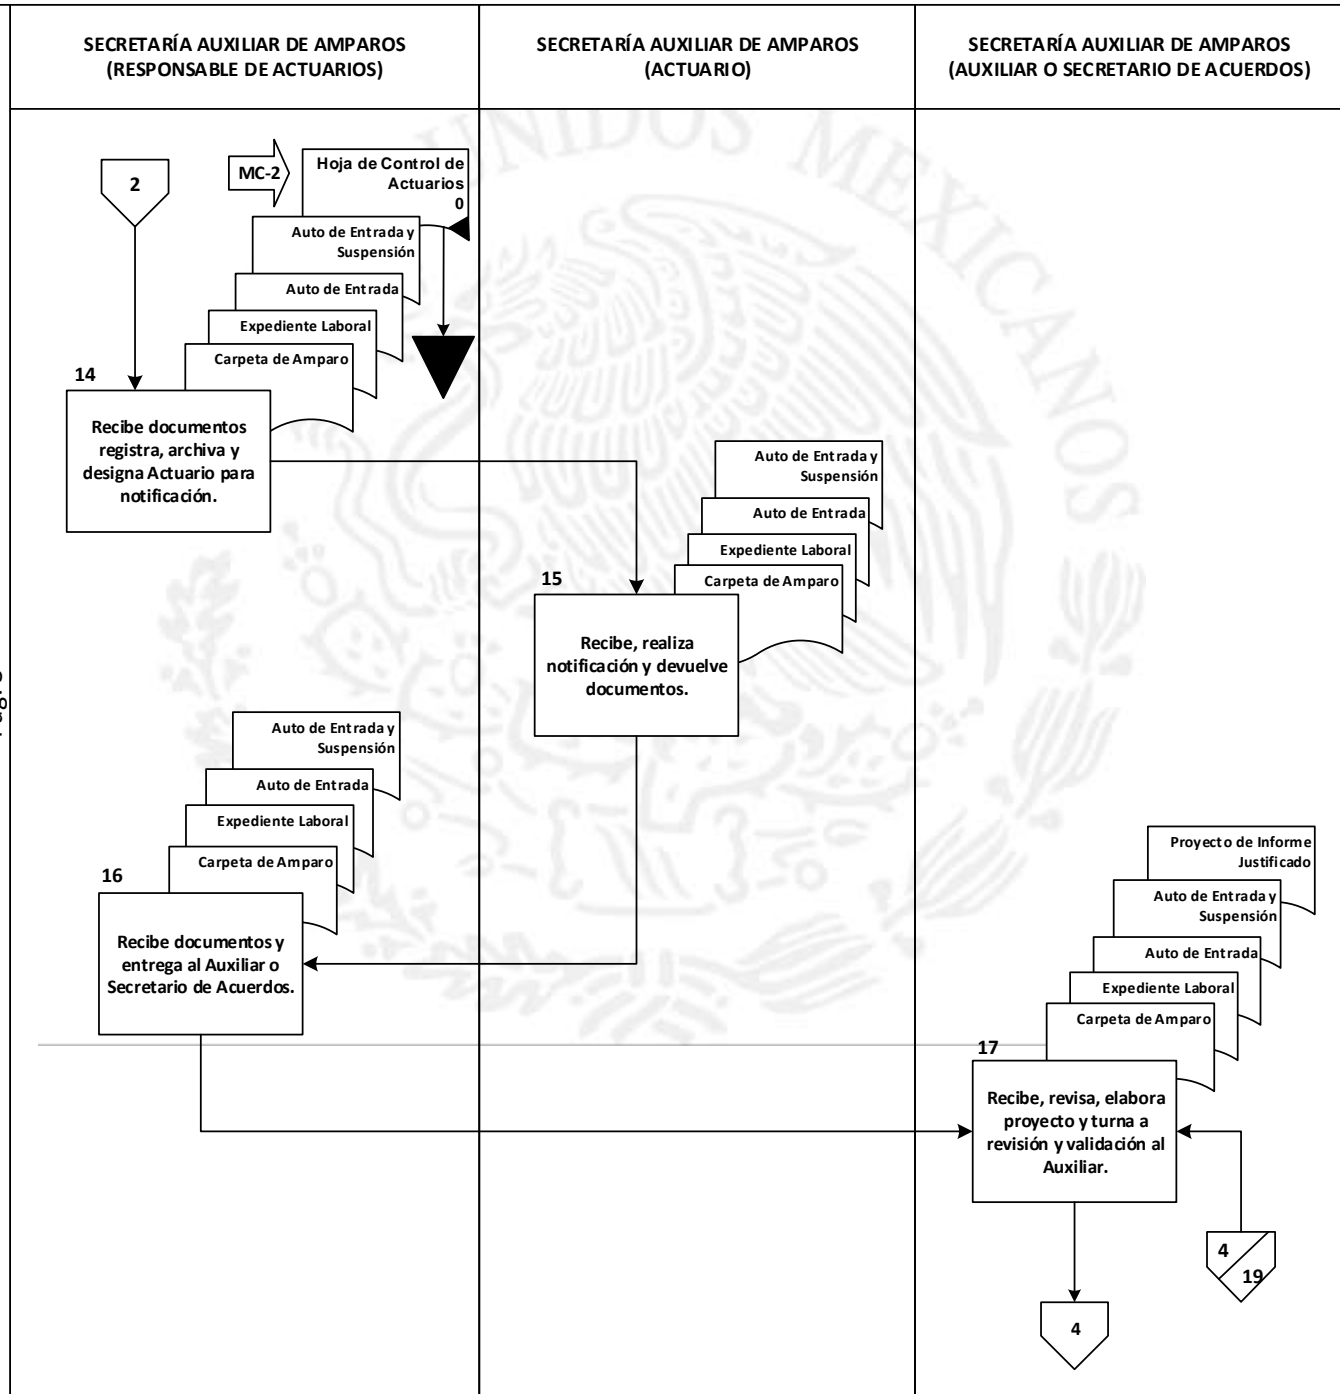 SECRETARÍA AUXILIAR DE AMPAROS
(RESPONSABLE DE ACTUARIOS)
SECRETARÍA AUXILIAR DE AMPAROS
(ACTUARIO)
SECRETARÍA AUXILIAR DE AMPAROS
(AUXILIAR O SECRETARIO DE ACUERDOS)
UNIDOS MEXICANOS
2
MC-2
Hoja de Control de
Actuarios
0
Auto de Entrada y
Suspensión
Auto de Entrada
Expediente Laboral
Carpeta de Amparo
14
Recibe documentos
registra, archiva y
designa Actuario para
notificación.
Auto de Entrada y
Suspensión
Auto de Entrada
Expediente Laboral
Carpeta de Amparo
15
Recibe, realiza
notificación y devuelve
documentos.
Auto de Entrada y
Suspensión
Auto de Entrada
Expediente Laboral
Carpeta de Amparo
16
Recibe documentos y
entrega al Auxiliar o
Secretario de Acuerdos.
Proyecto de Informe
Justificado
Auto de Entrada y
Suspensión
Auto de Entrada
Expediente Laboral
Carpeta de Amparo
17
Recibe, revisa, elabora
proyecto y turna a
revisión y validación al
Auxiliar.
4
19
4